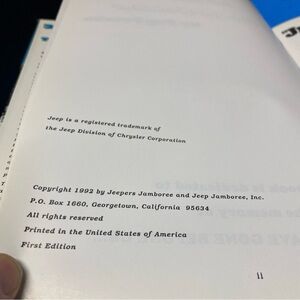 Jeep is a registered trademark of
the Jeep Division of Chrysler Corporation
Copyright 1992 by Jeepers Jamboree and Jeep Jamboree, Inc.
P.O. Box 1660, Georgetown, California 95634
All rights reserved
Printed in the United States of America
First Edition
ii